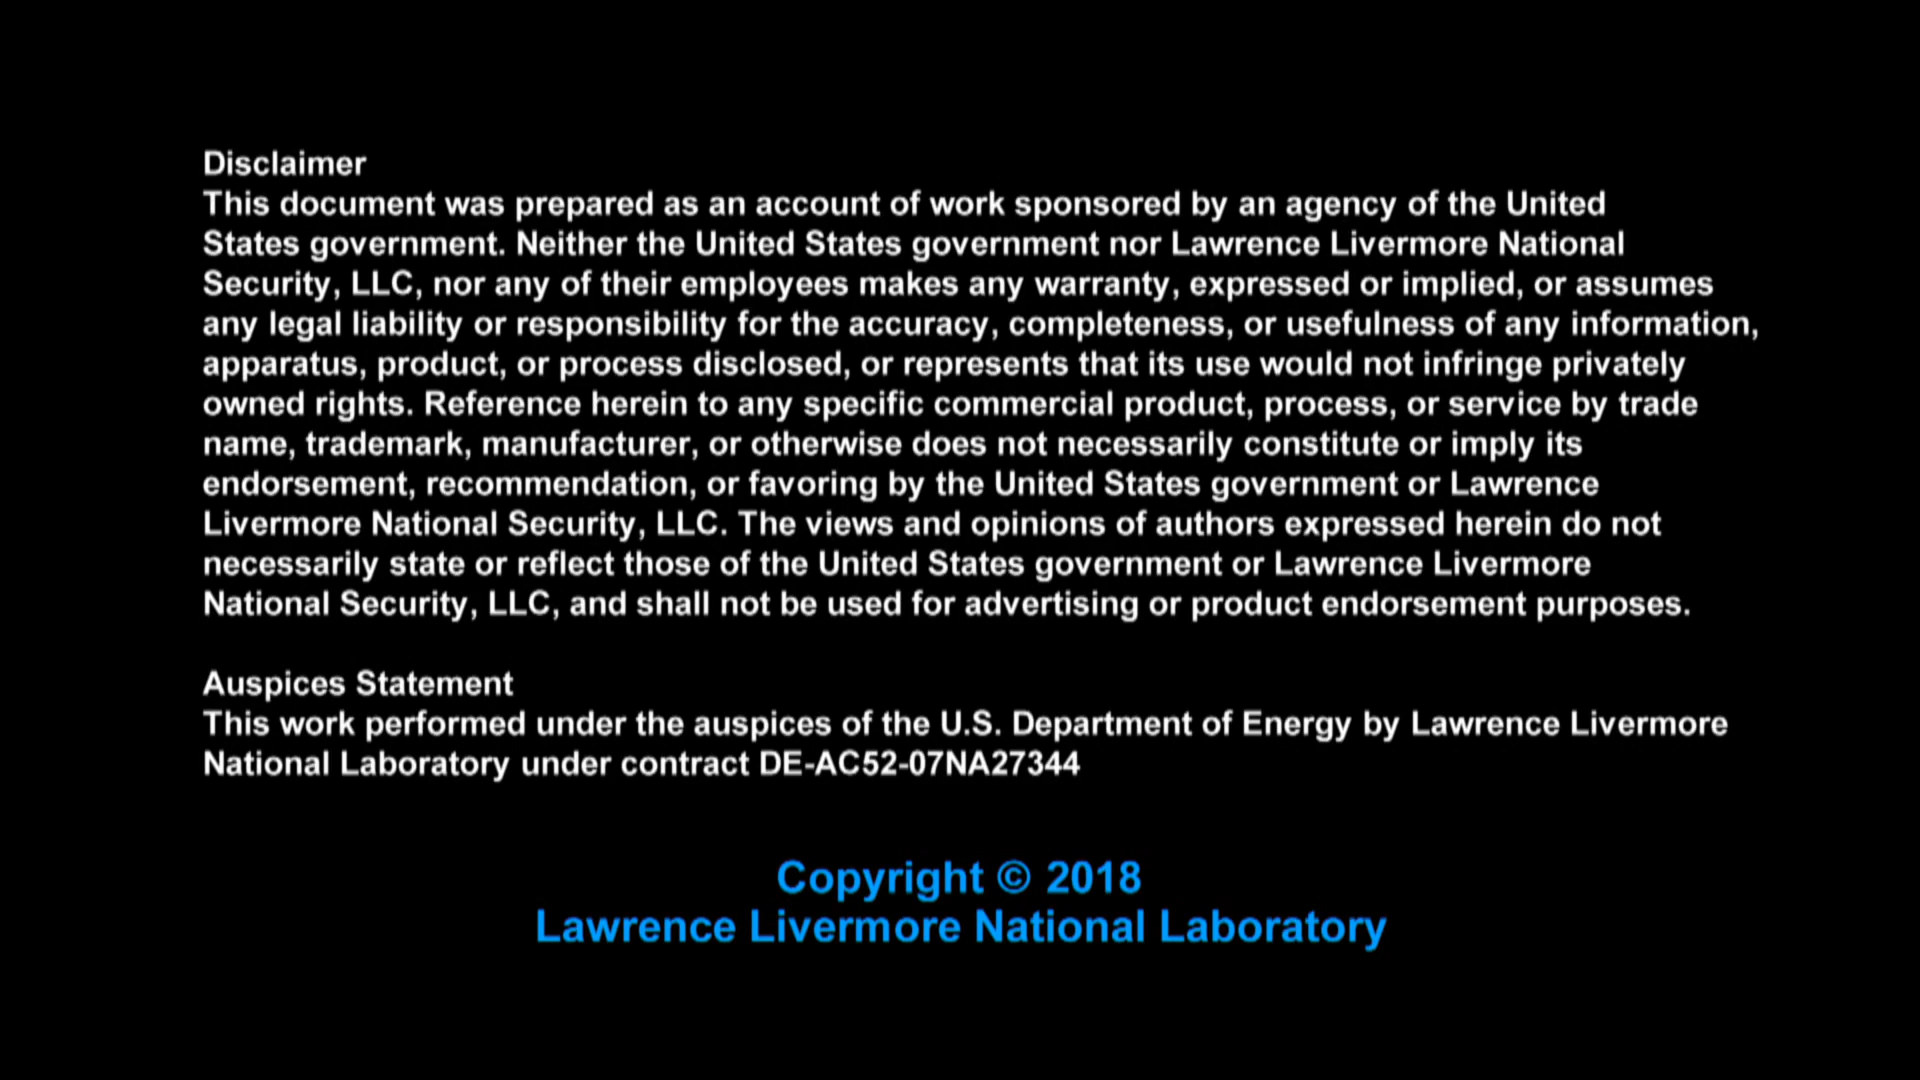 Disclaimer
This document was prepared as an account of work sponsored by an agency of the United
States government. Neither the United States government nor Lawrence Livermore National
Security, LLC, nor any of their employees makes any warranty, expressed or implied, or assumes
any legal liability or responsibility for the accuracy, completeness, or usefulness of any information,
apparatus, product, or process disclosed, or represents that its use would not infringe privately
owned rights. Reference herein to any specific commercial product, process, or service by trade
name, trademark, manufacturer, or otherwise does not necessarily constitute or imply its
endorsement, recommendation, or favoring by the United States government or Lawrence
Livermore National Security, LLC. The views and opinions of authors expressed herein do not
necessarily state or reflect those of the United States government or Lawrence Livermore
National Security, LLC, and shall not be used for advertising or product endorsement purposes.
Auspices Statement
This work performed under the auspices of the U.S. Department of Energy by Lawrence Livermore
National Laboratory under contract DE-AC52-07NA27344
Copyright © 2018
Lawrence Livermore National Laboratory